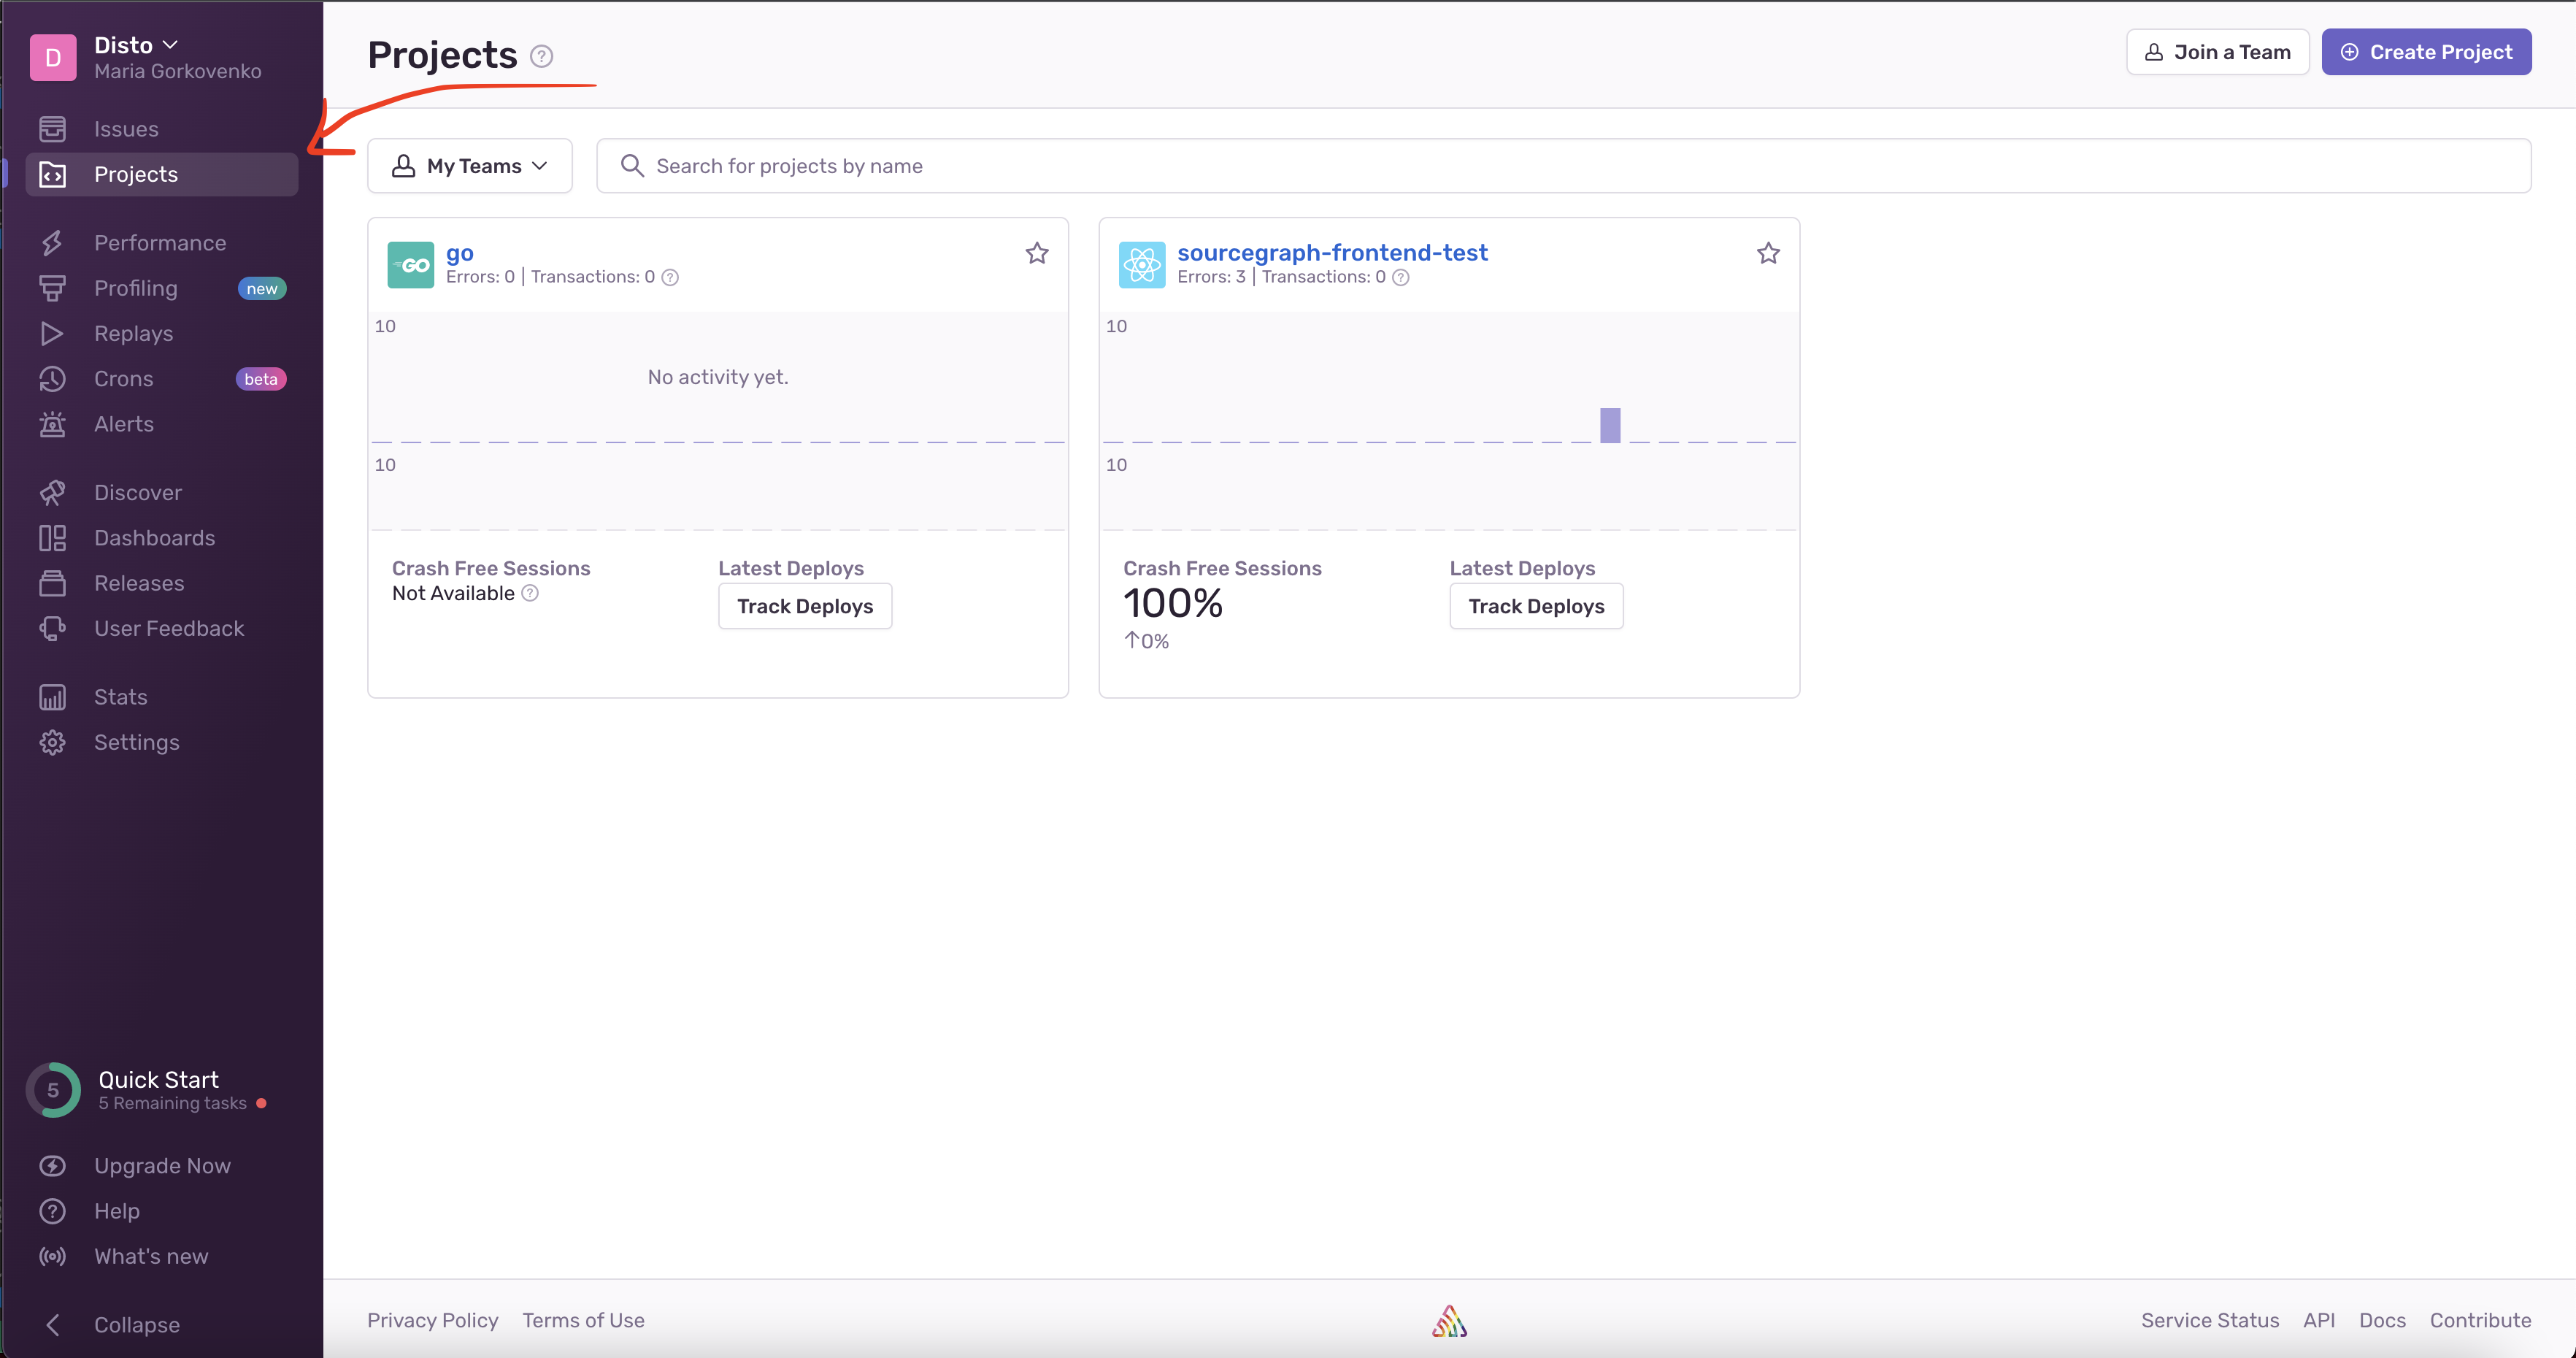 D
Disto
Maria Gorkovenko
Issues
Projects
Performance
Profiling new
Replays
Crons beta
Alerts
Discover
Dashboards
Releases
User Feedback
Stats
Settings
5
Quick Start
5 Remaining tasks
Upgrade Now
Help
What's new
Collapse
Projects ?
Join a Team
Create Project
My Teams
Search for projects by name
GO
go
Errors: 0 | Transactions: 0 ?
10
No activity yet.
10
Crash Free Sessions
Not Available ?
Latest Deploys
Track Deploys
sourcegraph-frontend-test
Errors: 3 | Transactions: 0 ?
10
10
Crash Free Sessions
100%
↑0%
Latest Deploys
Track Deploys
Privacy Policy Terms of Use
Service Status API Docs Contribute